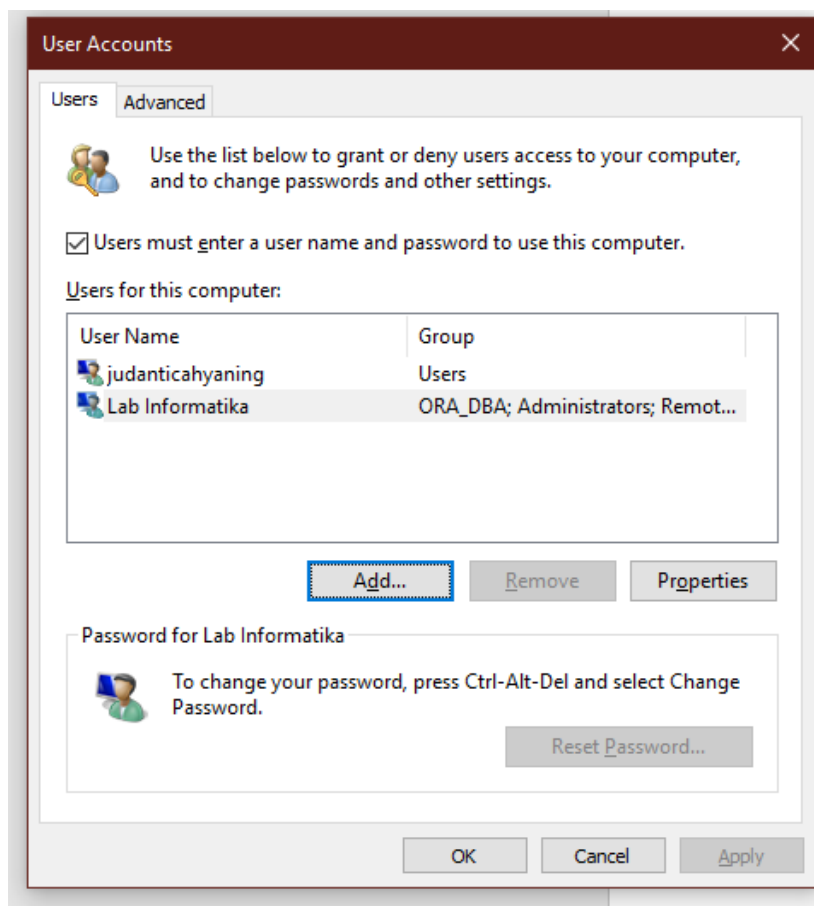 User Accounts
Users
Advanced
Use the list below to grant or deny users access to your computer,
and to change passwords and other settings.
Users must enter a user name and password to use this computer.
Users for this computer:
User Name
Group
judanticahyaning
Users
Lab Informatika
ORA_DBA; Administrators; Remot...
Add...
Remove
Properties
Password for Lab Informatika
To change your password, press Ctrl-Alt-Del and select Change
Password.
Reset Password...
OK
Cancel
Apply